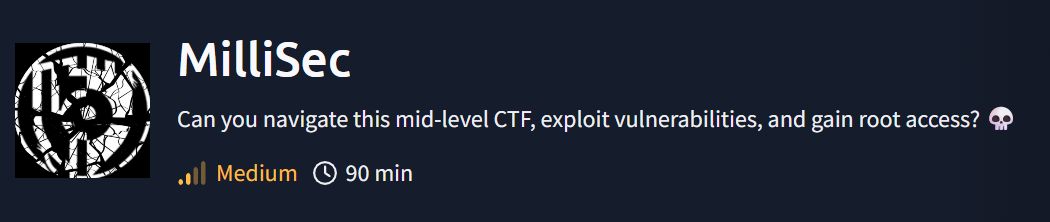 MilliSec
Can you navigate this mid-level CTF, exploit vulnerabilities, and gain root access? 💀
Medium 90 min